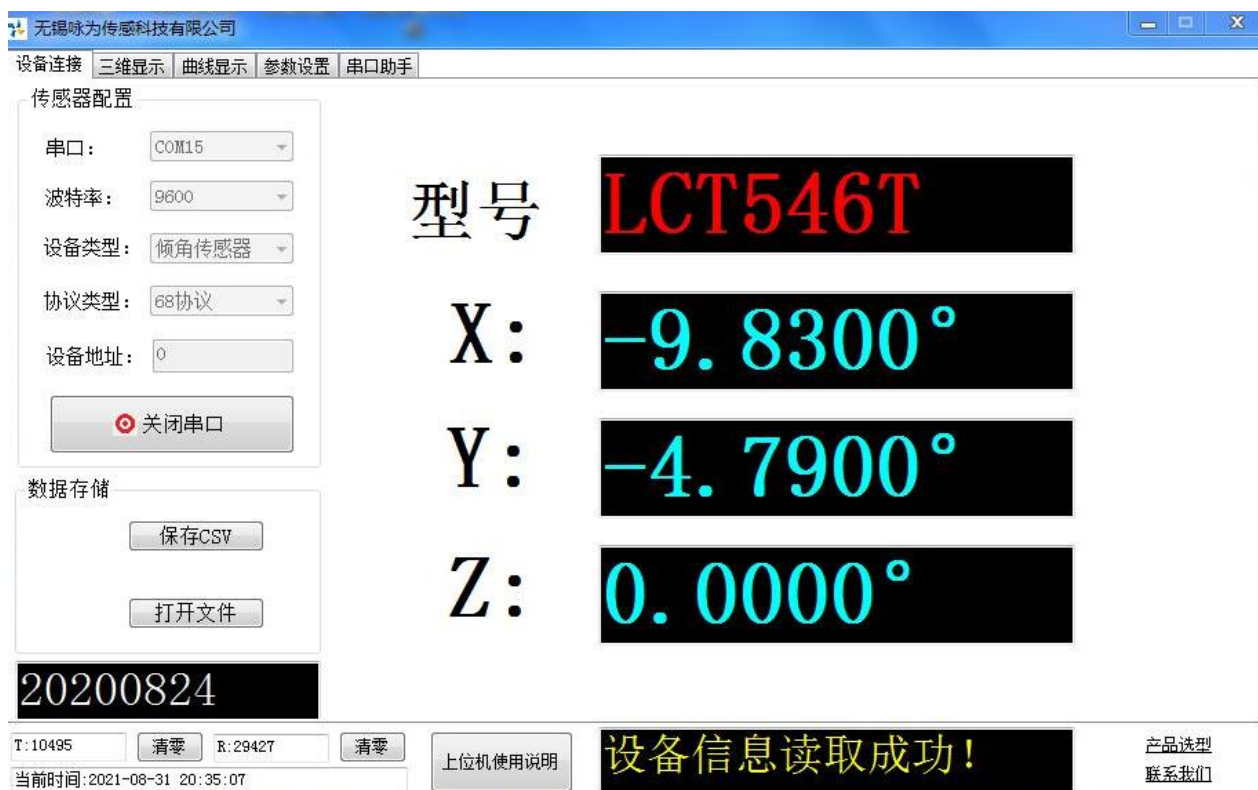 无锡咏为传感科技有限公司
设备连接 三维显示 曲线显示 参数设置 串口助手
传感器配置
串口: COM15
波特率: 9600
设备类型: 倾角传感器
协议类型: 68协议
设备地址: 0
关闭串口
数据存储
保存CSV
打开文件
20200824
型号 LCT546T
X: -9.8300°
Y: -4.7900°
Z: 0.0000°
T:10495 清零 R:29427 清零
当前时间:2021-08-31 20:35:07
上位机使用说明
设备信息读取成功!
产品选型
联系我们